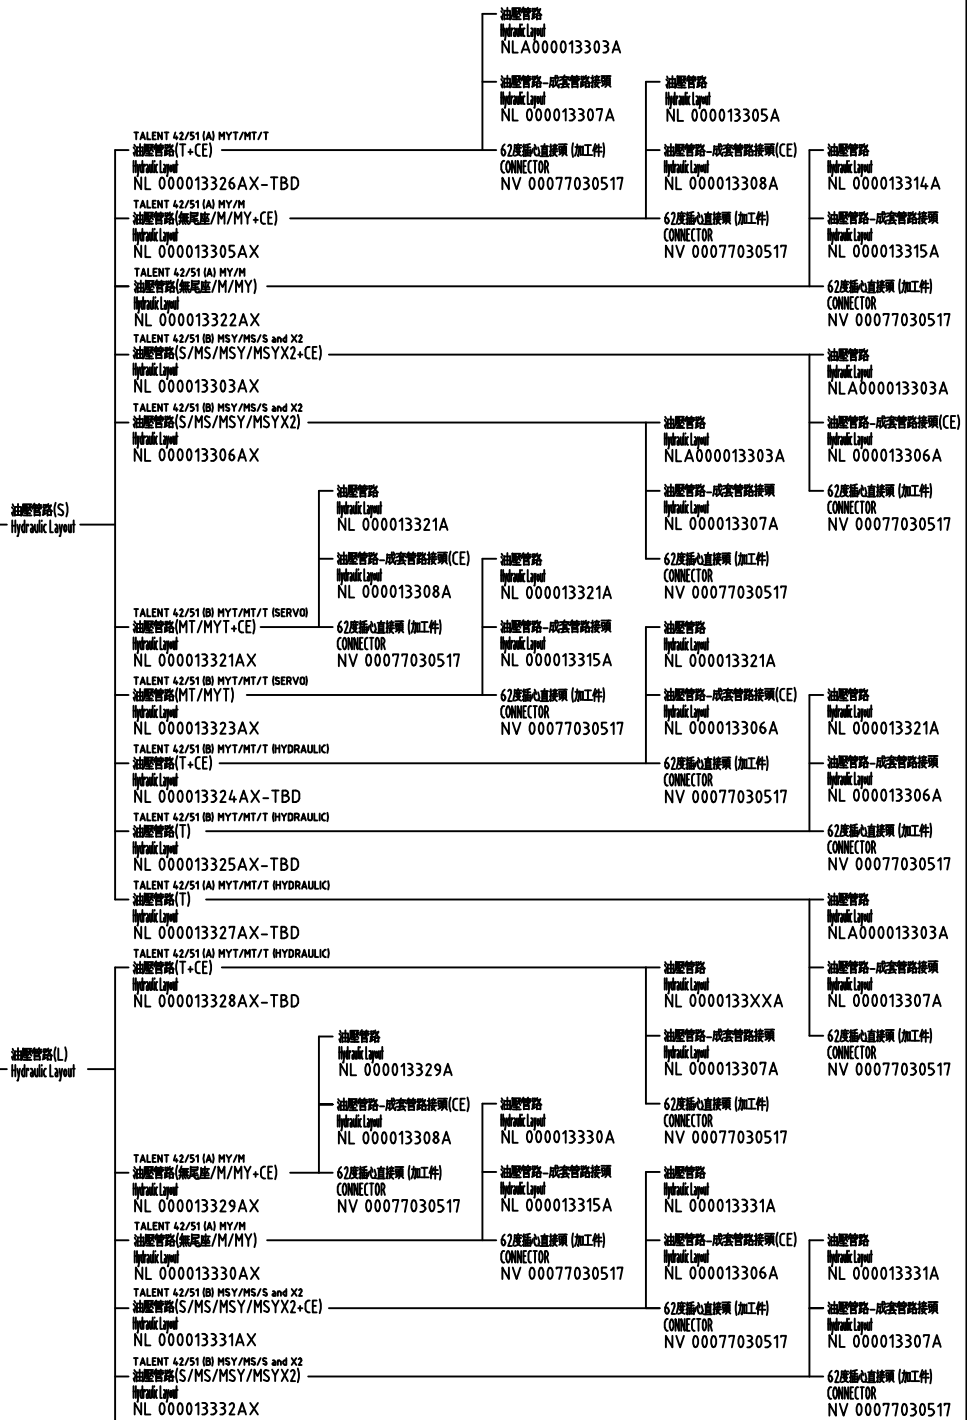 油壓管路
Hydraulic Layout
NLA000013303A
油壓管路-成套管路接頭
Hydraulic Layout
NL 000013307A
62度插心直接頭 (加工件)
CONNECTOR
NV 00077030517
油壓管路
Hydraulic Layout
NL 000013305A
油壓管路-成套管路接頭(CE)
Hydraulic Layout
NL 000013308A
62度插心直接頭 (加工件)
CONNECTOR
NV 00077030517
油壓管路
Hydraulic Layout
NL 000013314A
油壓管路-成套管路接頭
Hydraulic Layout
NL 000013315A
62度插心直接頭 (加工件)
CONNECTOR
NV 00077030517
TALENT 42/51 (A) MYT/MT/T
油壓管路(T+CE)
Hydraulic Layout
NL 000013326AX-TBD
TALENT 42/51 (A) MY/M
油壓管路(無尾座/M/MY+CE)
Hydraulic Layout
NL 000013305AX
TALENT 42/51 (A) MY/M
油壓管路(無尾座/M/MY)
Hydraulic Layout
NL 000013322AX
TALENT 42/51 (B) MSY/MS/S and X2
油壓管路(S/MS/MSY/MSYX2+CE)
Hydraulic Layout
NL 000013303AX
油壓管路
Hydraulic Layout
NLA000013303A
油壓管路-成套管路接頭(CE)
Hydraulic Layout
NL 000013306A
62度插心直接頭 (加工件)
CONNECTOR
NV 00077030517
TALENT 42/51 (B) MSY/MS/S and X2
油壓管路(S/MS/MSY/MSYX2)
Hydraulic Layout
NL 000013306AX
油壓管路
Hydraulic Layout
NLA000013303A
油壓管路-成套管路接頭
Hydraulic Layout
NL 000013307A
62度插心直接頭 (加工件)
CONNECTOR
NV 00077030517
油壓管路(S)
Hydraulic Layout
油壓管路
Hydraulic Layout
NL 000013321A
油壓管路-成套管路接頭(CE)
Hydraulic Layout
NL 000013308A
62度插心直接頭 (加工件)
CONNECTOR
NV 00077030517
TALENT 42/51 (B) MYT/MT/T (SERVO)
油壓管路(MT/MYT+CE)
Hydraulic Layout
NL 000013321AX
油壓管路
Hydraulic Layout
NL 000013321A
油壓管路-成套管路接頭
Hydraulic Layout
NL 000013315A
62度插心直接頭 (加工件)
CONNECTOR
NV 00077030517
TALENT 42/51 (B) MYT/MT/T (SERVO)
油壓管路(MT/MYT)
Hydraulic Layout
NL 000013323AX
油壓管路
Hydraulic Layout
NL 000013321A
油壓管路-成套管路接頭(CE)
Hydraulic Layout
NL 000013306A
62度插心直接頭 (加工件)
CONNECTOR
NV 00077030517
TALENT 42/51 (B) MYT/MT/T (HYDRAULIC)
油壓管路(T+CE)
Hydraulic Layout
NL 000013324AX-TBD
油壓管路
Hydraulic Layout
NL 000013321A
油壓管路-成套管路接頭
Hydraulic Layout
NL 000013306A
62度插心直接頭 (加工件)
CONNECTOR
NV 00077030517
TALENT 42/51 (B) MYT/MT/T (HYDRAULIC)
油壓管路(T)
Hydraulic Layout
NL 000013325AX-TBD
TALENT 42/51 (A) MYT/MT/T (HYDRAULIC)
油壓管路(T)
Hydraulic Layout
NL 000013327AX-TBD
油壓管路
Hydraulic Layout
NLA000013303A
油壓管路-成套管路接頭
Hydraulic Layout
NL 000013307A
62度插心直接頭 (加工件)
CONNECTOR
NV 00077030517
TALENT 42/51 (A) MYT/MT/T (HYDRAULIC)
油壓管路(T+CE)
Hydraulic Layout
NL 000013328AX-TBD
油壓管路
Hydraulic Layout
NL 0000133XXA
油壓管路-成套管路接頭
Hydraulic Layout
NL 000013307A
62度插心直接頭 (加工件)
CONNECTOR
NV 00077030517
油壓管路(L)
Hydraulic Layout
油壓管路
Hydraulic Layout
NL 000013329A
油壓管路-成套管路接頭(CE)
Hydraulic Layout
NL 000013308A
62度插心直接頭 (加工件)
CONNECTOR
NV 00077030517
TALENT 42/51 (A) MY/M
油壓管路(無尾座/M/MY+CE)
Hydraulic Layout
NL 000013329AX
油壓管路
Hydraulic Layout
NL 000013330A
油壓管路-成套管路接頭
Hydraulic Layout
NL 000013315A
62度插心直接頭 (加工件)
CONNECTOR
NV 00077030517
TALENT 42/51 (A) MY/M
油壓管路(無尾座/M/MY)
Hydraulic Layout
NL 000013330AX
油壓管路
Hydraulic Layout
NL 000013331A
油壓管路-成套管路接頭(CE)
Hydraulic Layout
NL 000013306A
62度插心直接頭 (加工件)
CONNECTOR
NV 00077030517
TALENT 42/51 (B) MSY/MS/S and X2
油壓管路(S/MS/MSY/MSYX2+CE)
Hydraulic Layout
NL 000013331AX
油壓管路
Hydraulic Layout
NL 000013331A
油壓管路-成套管路接頭
Hydraulic Layout
NL 000013307A
62度插心直接頭 (加工件)
CONNECTOR
NV 00077030517
TALENT 42/51 (B) MSY/MS/S and X2
油壓管路(S/MS/MSY/MSYX2)
Hydraulic Layout
NL 000013332AX